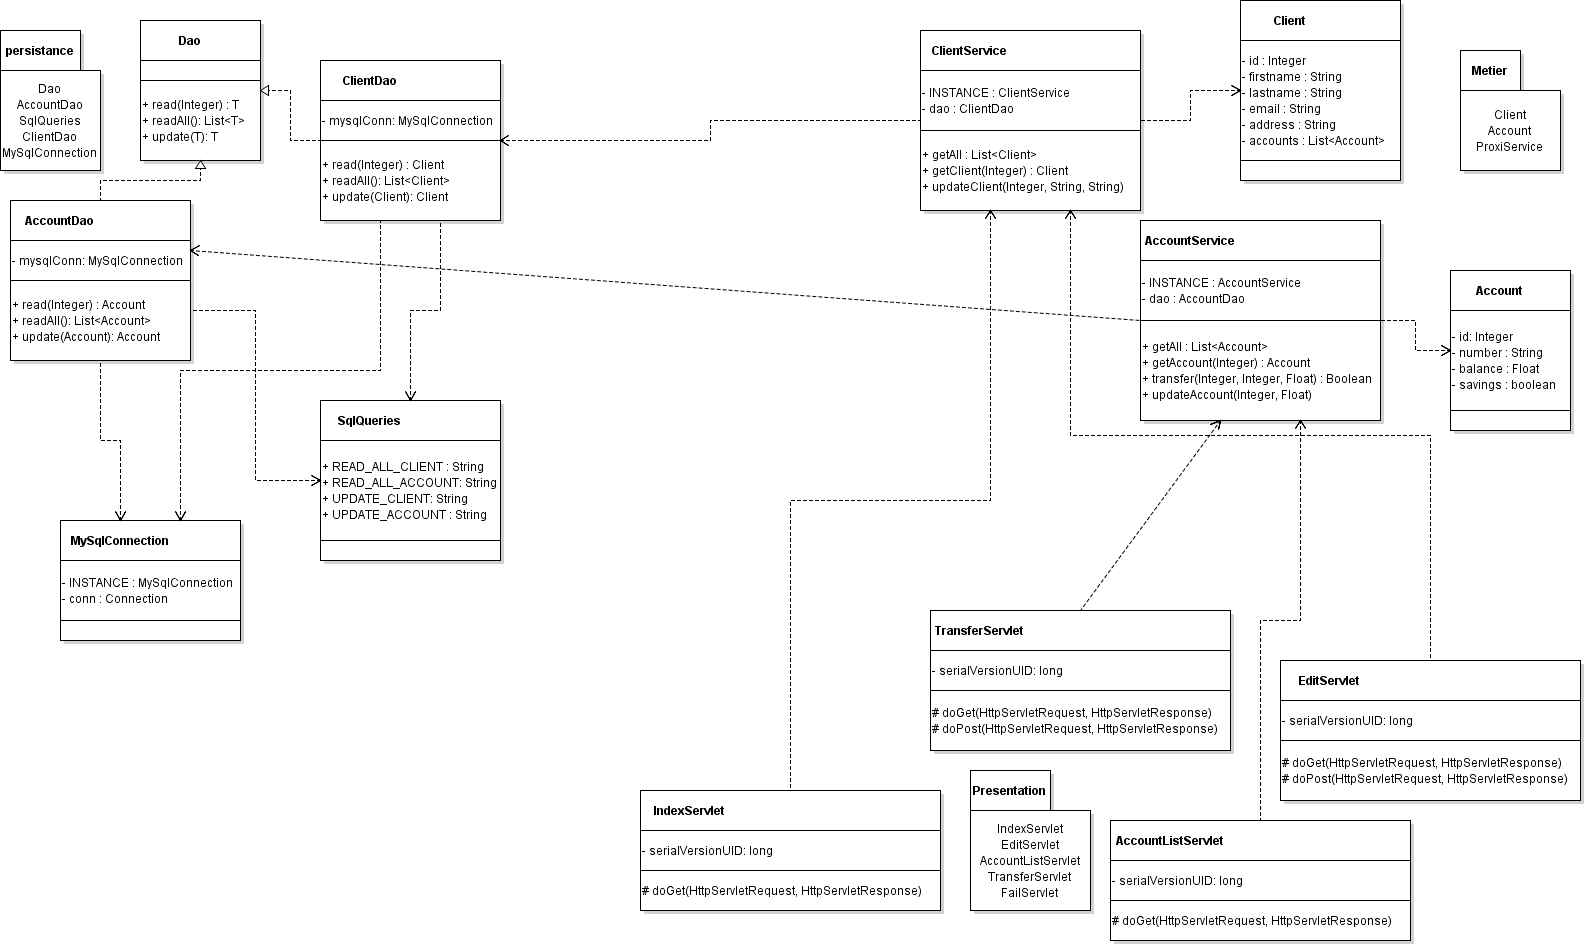 persistance
Dao
AccountDao
SqlQueries
ClientDao
MySqlConnection
Dao
+ read(Integer) : T
+ readAll(): List<T>
+ update(T): T
ClientDao
- mysqlConn: MySqlConnection
+ read(Integer) : Client
+ readAll(): List<Client>
+ update(Client): Client
ClientService
- INSTANCE : ClientService
- dao : ClientDao
+ getAll : List<Client>
+ getClient(Integer) : Client
+ updateClient(Integer, String, String)
Client
- id : Integer
- firstname : String
- lastname : String
- email : String
- address : String
- accounts : List<Account>
Metier
Client
Account
ProxiService
AccountDao
- mysqlConn: MySqlConnection
+ read(Integer) : Account
+ readAll(): List<Account>
+ update(Account): Account
AccountService
- INSTANCE : AccountService
- dao : AccountDao
+ getAll : List<Account>
+ getAccount(Integer) : Account
+ transfer(Integer, Integer, Float) : Boolean
+ updateAccount(Integer, Float)
Account
- id: Integer
- number : String
- balance : Float
- savings : boolean
SqlQueries
+ READ_ALL_CLIENT : String
+ READ_ALL_ACCOUNT: String
+ UPDATE_CLIENT: String
+ UPDATE_ACCOUNT : String
MySqlConnection
- INSTANCE : MySqlConnection
- conn : Connection
TransferServlet
- serialVersionUID: long
# doGet(HttpServletRequest, HttpServletResponse)
# doPost(HttpServletRequest, HttpServletResponse)
EditServlet
- serialVersionUID: long
# doGet(HttpServletRequest, HttpServletResponse)
# doPost(HttpServletRequest, HttpServletResponse)
IndexServlet
- serialVersionUID: long
# doGet(HttpServletRequest, HttpServletResponse)
Presentation
IndexServlet
EditServlet
AccountListServlet
TransferServlet
FailServlet
AccountListServlet
- serialVersionUID: long
# doGet(HttpServletRequest, HttpServletResponse)